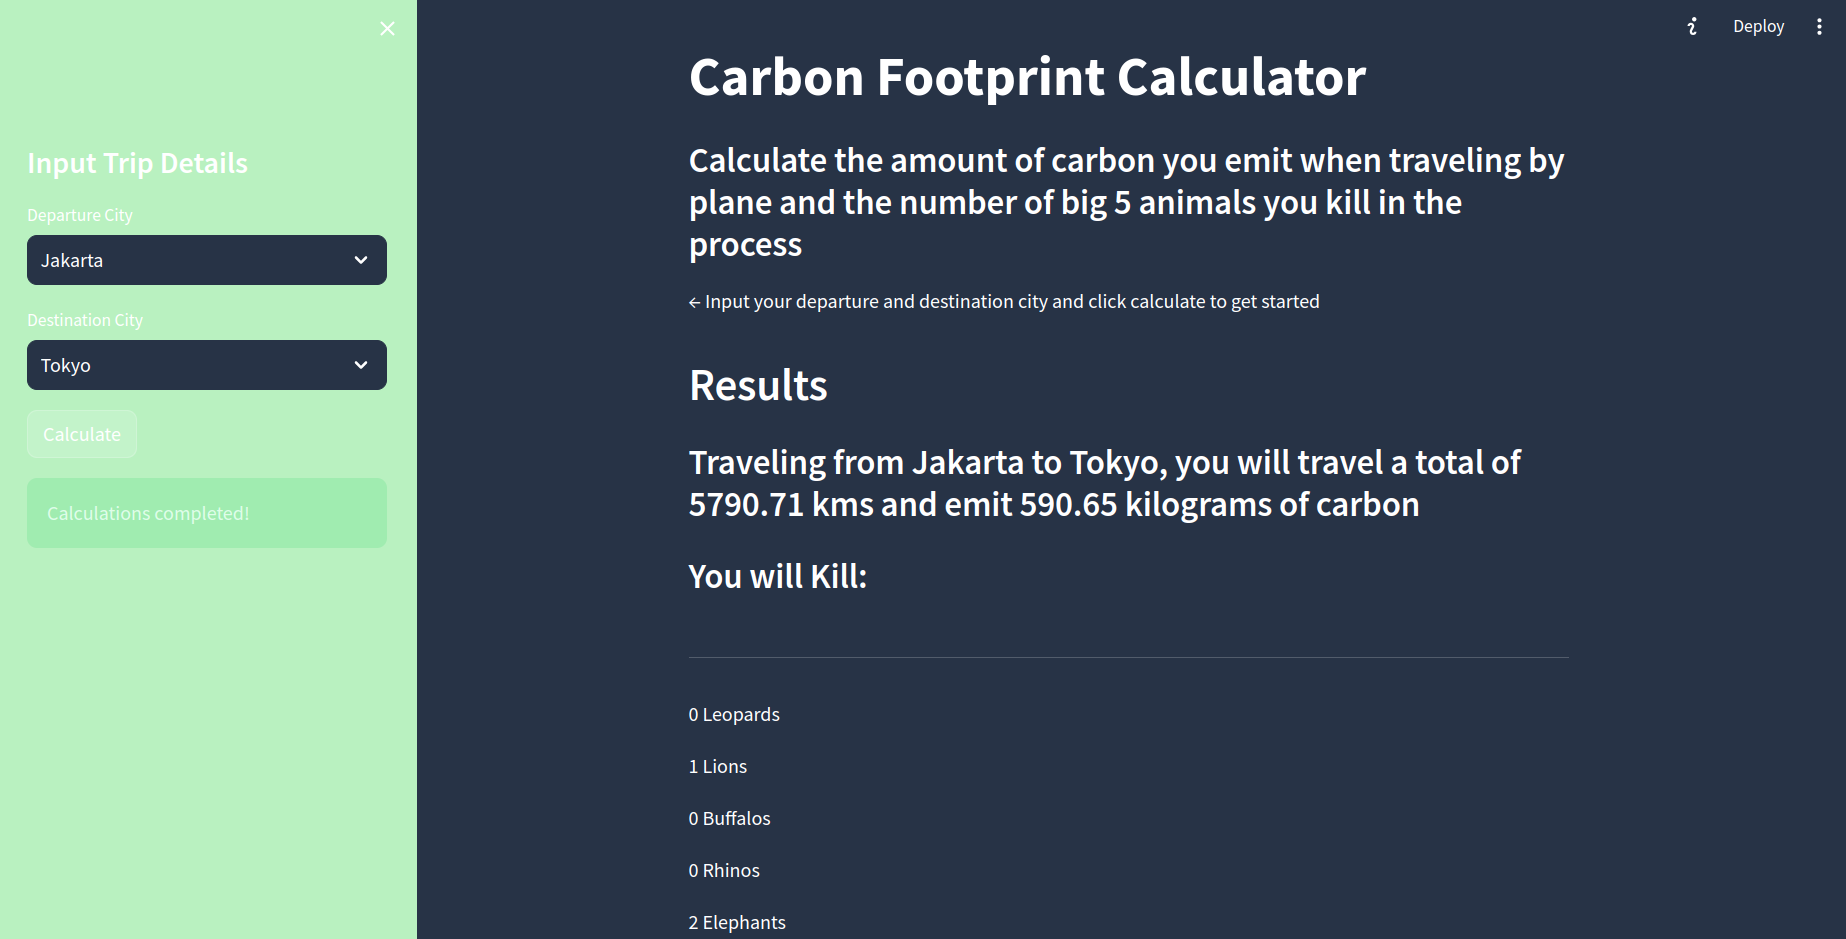 Deploy
Input Trip Details
Departure City
Jakarta
Destination City
Tokyo
Calculate
Calculations completed!
Carbon Footprint Calculator
Calculate the amount of carbon you emit when traveling by
plane and the number of big 5 animals you kill in the
process
← Input your departure and destination city and click calculate to get started
Results
Traveling from Jakarta to Tokyo, you will travel a total of
5790.71 kms and emit 590.65 kilograms of carbon
You will Kill:
0 Leopards
1 Lions
0 Buffalos
0 Rhinos
2 Elephants